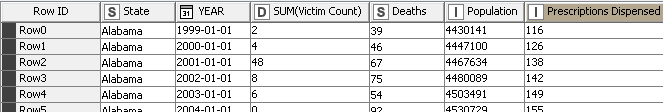 Row ID S State 31 YEAR D SUM(Victim Count) S Deaths I Population I Prescriptions Dispensed
Row0 Alabama 1999-01-01 2 39 4430141 116
Row1 Alabama 2000-01-01 4 46 4447100 126
Row2 Alabama 2001-01-01 48 67 4467634 138
Row3 Alabama 2002-01-01 8 75 4480089 142
Row4 Alabama 2003-01-01 6 54 4503491 149
Row5 Alabama 2004-01-01 0 92 4530729 155